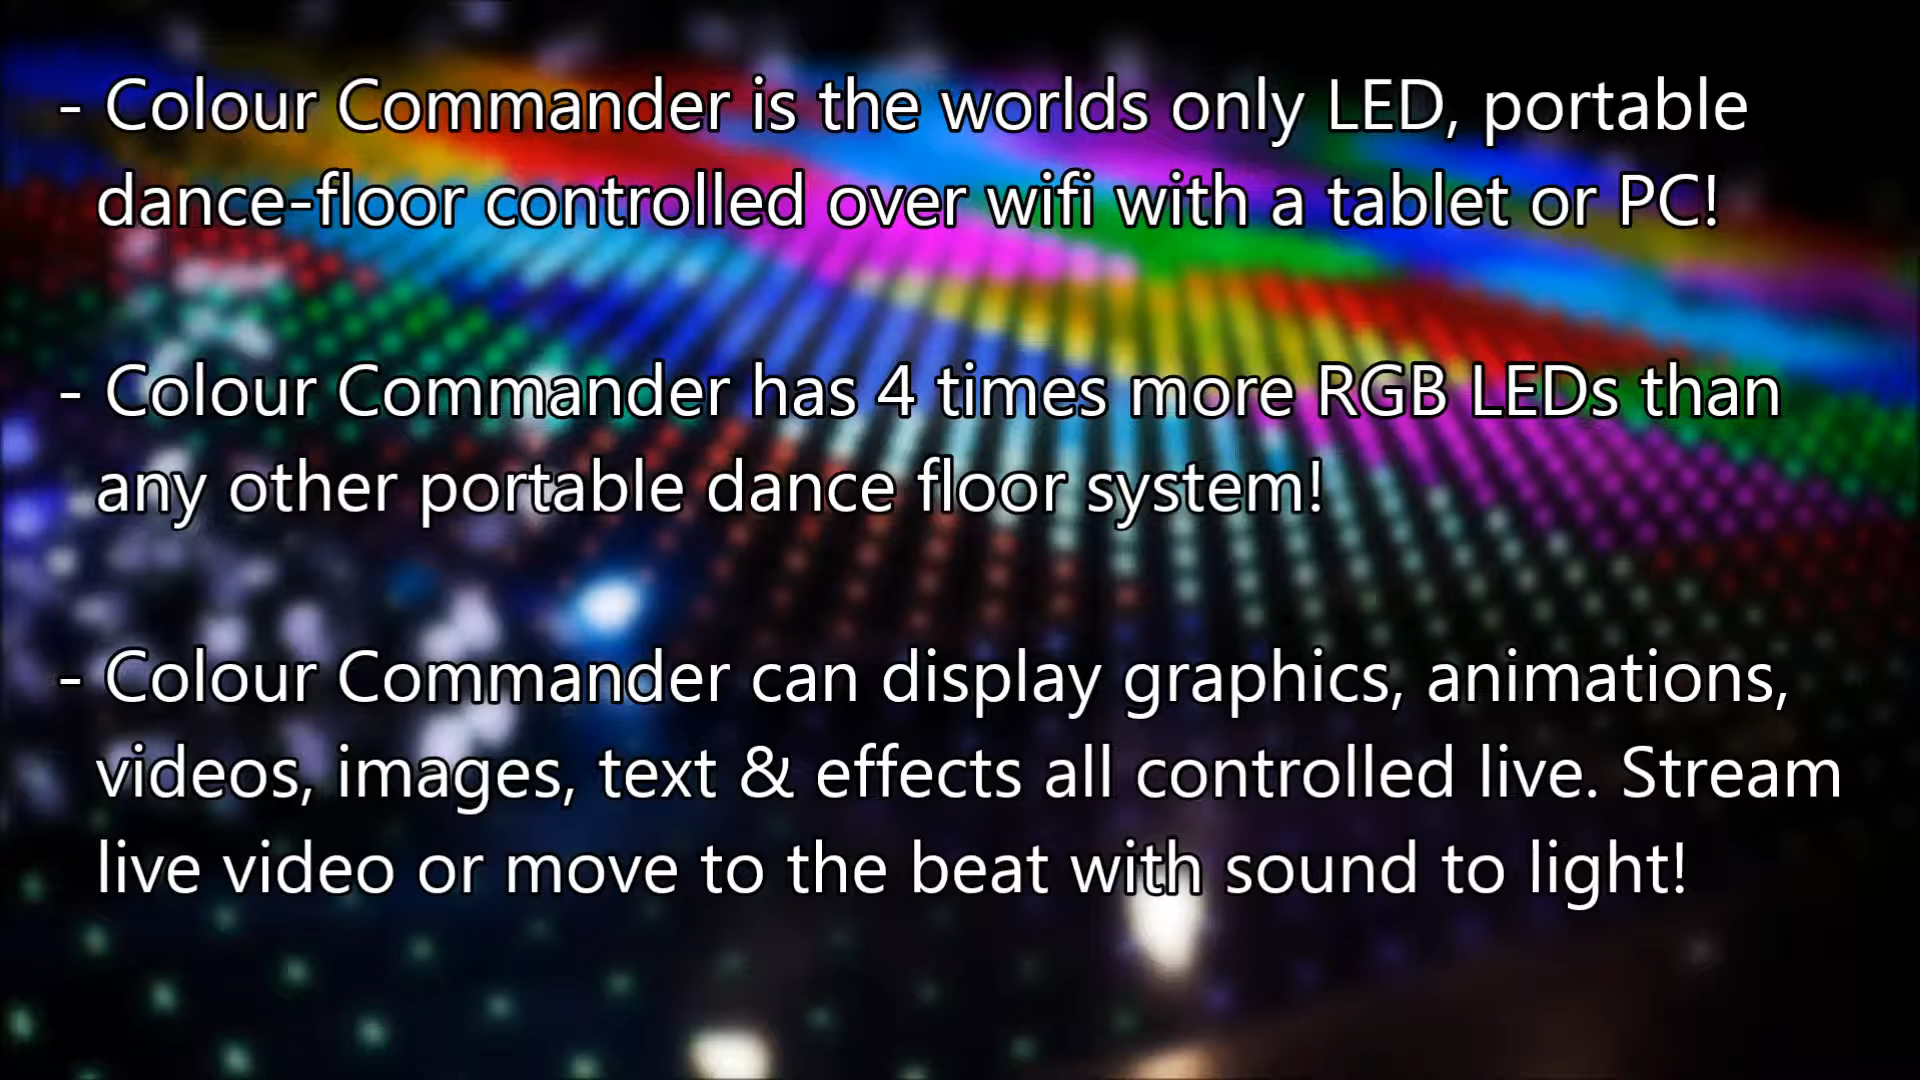 - Colour Commander is the worlds only LED, portable
dance-floor controlled over wifi with a tablet or PC!
- Colour Commander has 4 times more RGB LEDs than
any other portable dance floor system!
- Colour Commander can display graphics, animations,
videos, images, text & effects all controlled live. Stream
live video or move to the beat with sound to light!